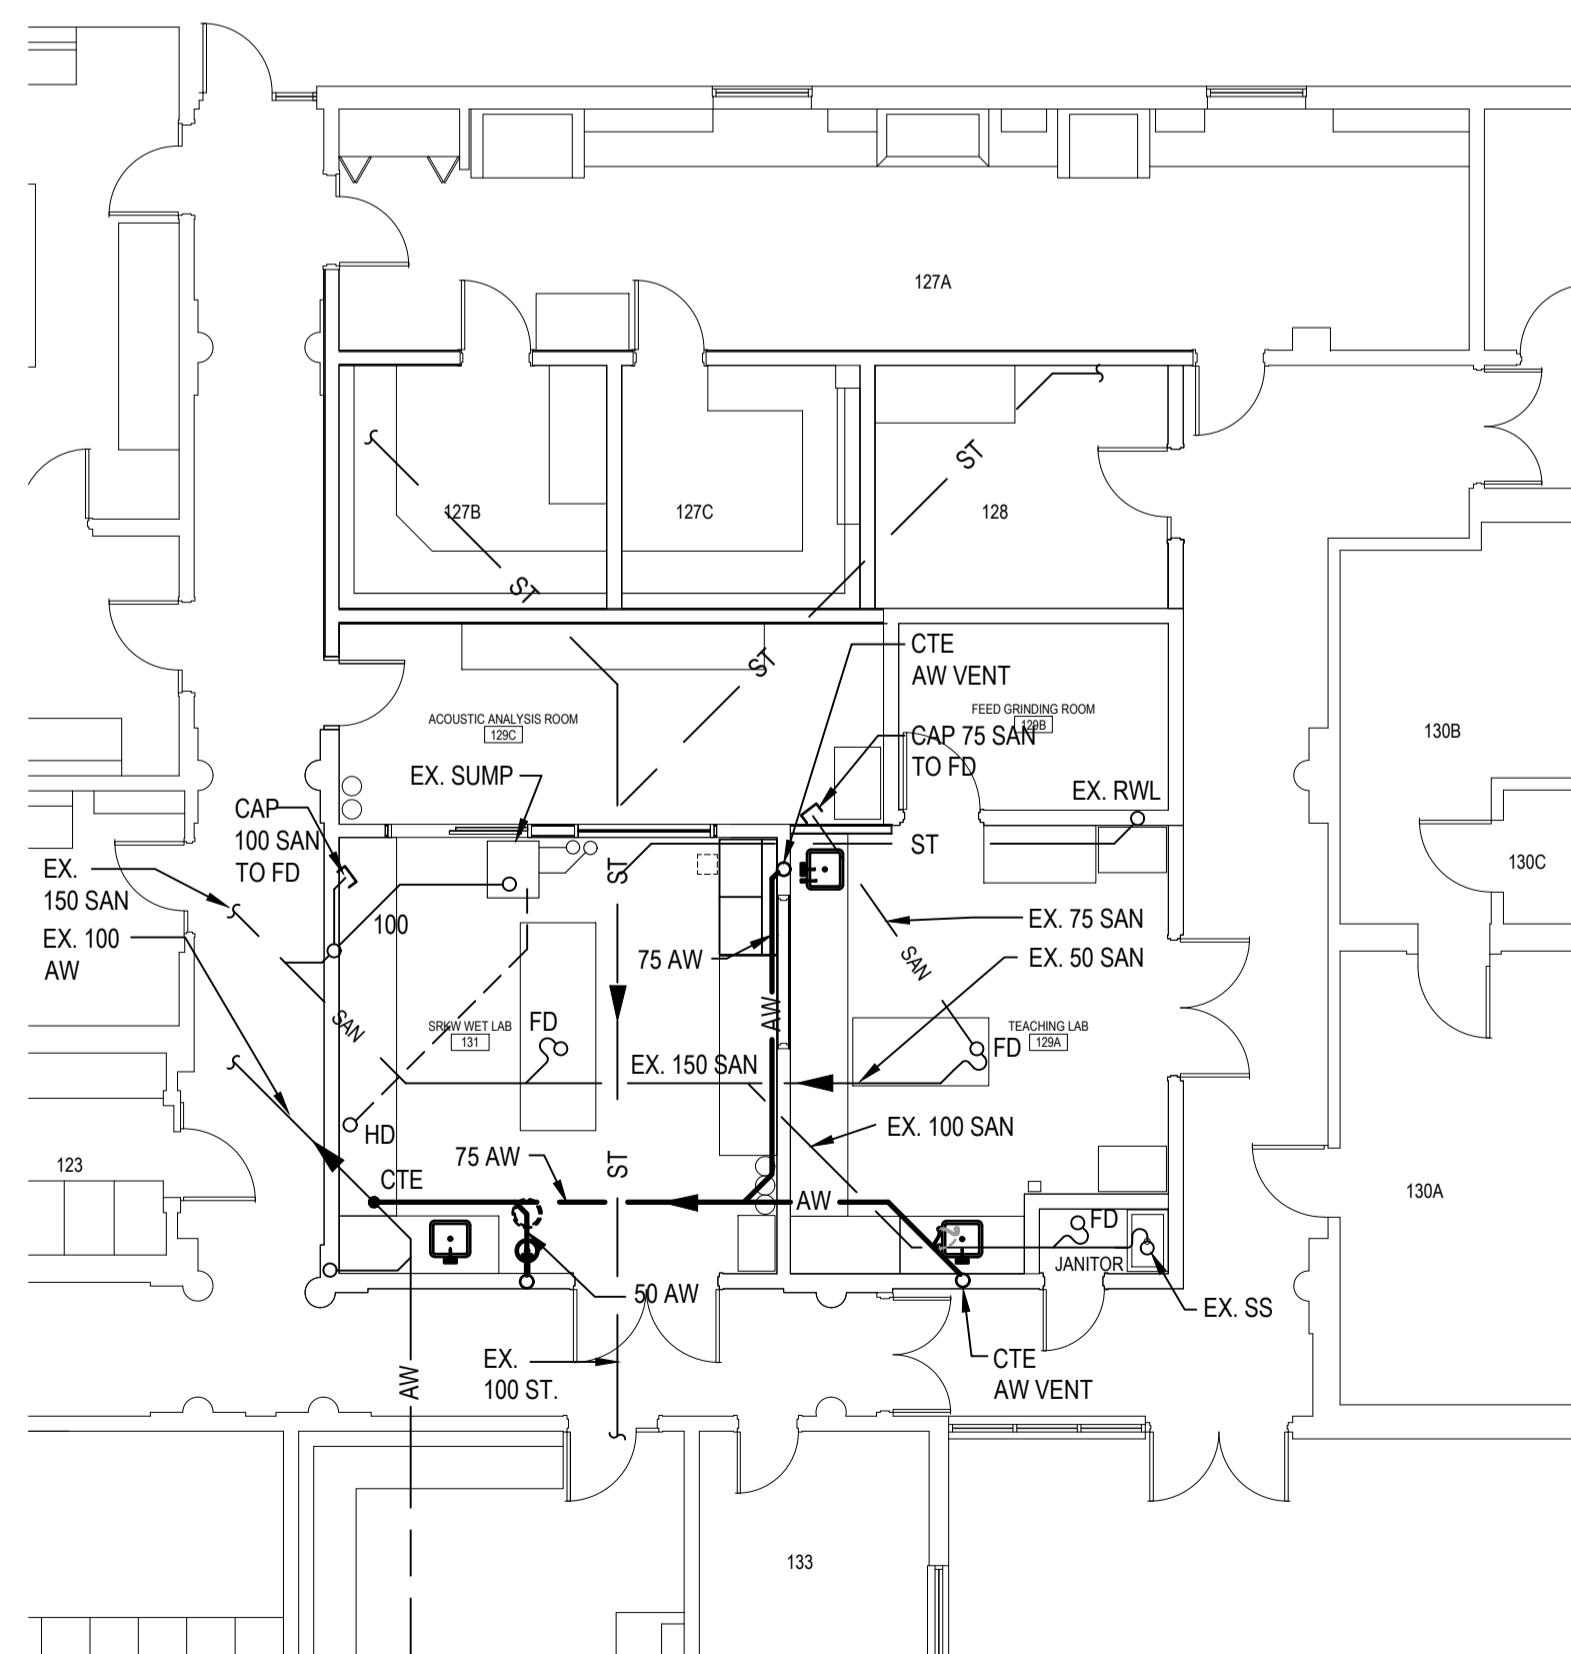 127A
ST
127B
127C
128
ST
CTE
AW VENT
ACOUSTIC ANALYSIS ROOM
129C
ST
FEED GRINDING ROOM
129B
CAP 75 SAN
TO FD
EX. SUMP
EX. RWL
130B
CAP
100 SAN
TO FD
EX.
150 SAN
EX. 100
AW
100
ST
ST
130C
75 AW
EX. 75 SAN
EX. 50 SAN
SAN
SAN
AW
SRKW WET LAB
131
FD
TEACHING LAB
129A
FD
EX. 150 SAN
HD
EX. 100 SAN
123
75 AW
ST
CTE
AW
130A
FD
JANITOR
50 AW
EX. SS
EX.
100 ST.
AW
CTE
AW VENT
133